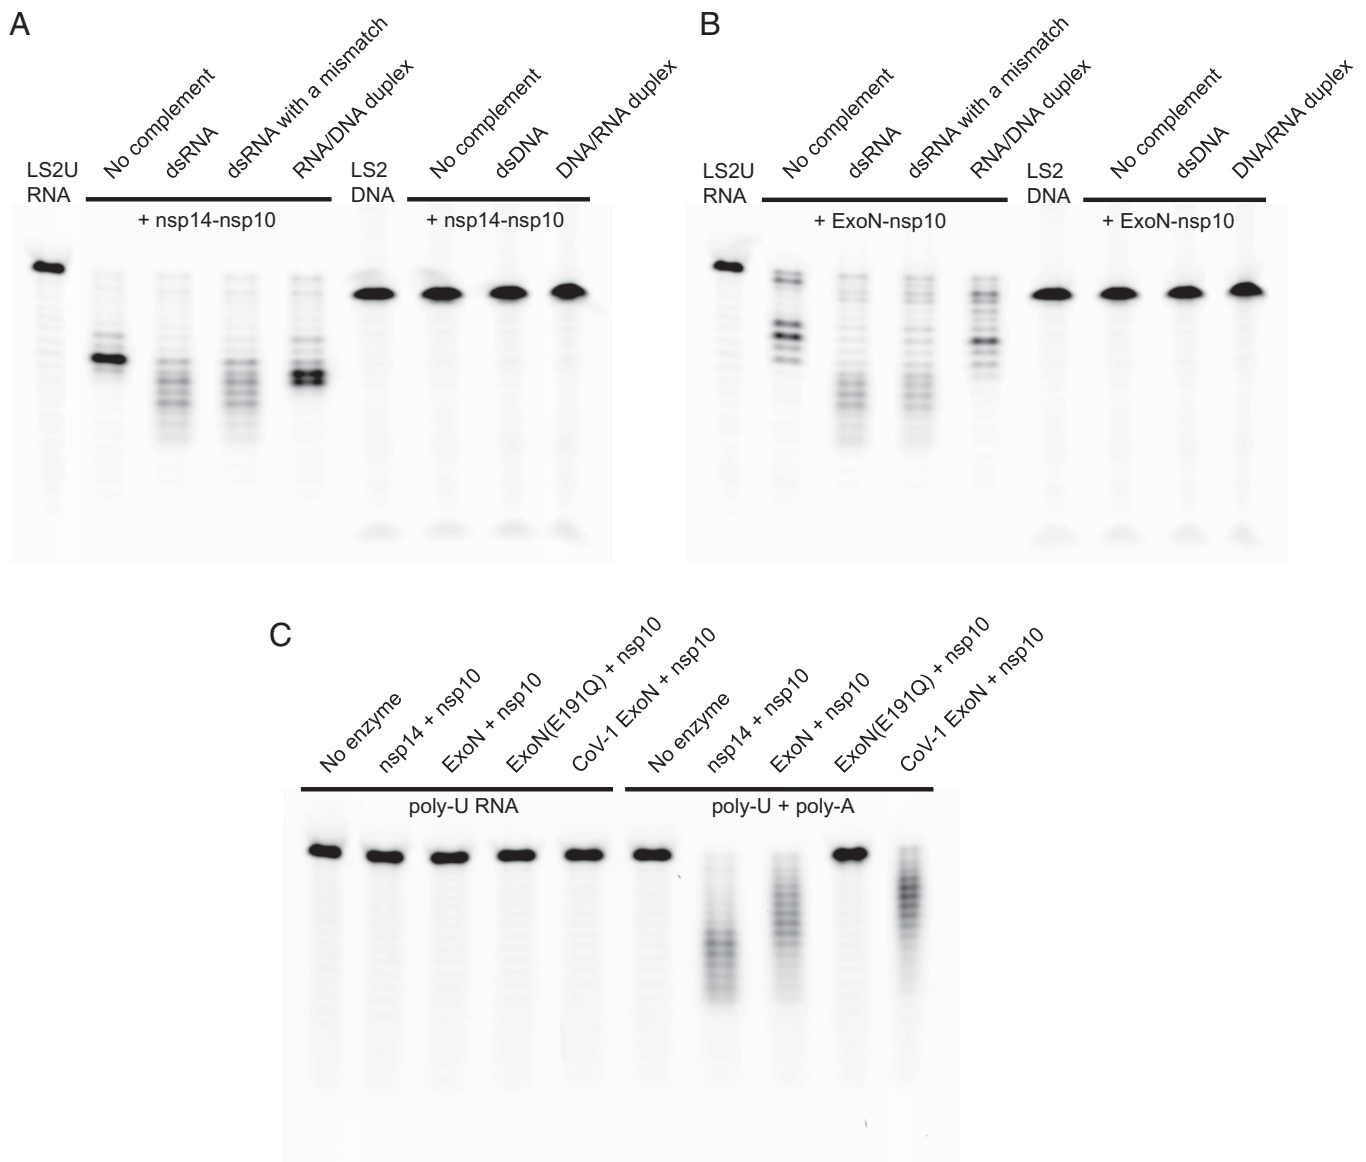 A
LS2U
RNA
No complement
dsRNA
dsRNA with a mismatch
RNA/DNA duplex
LS2
DNA
No complement
dsDNA
DNA/RNA duplex
+ nsp14-nsp10
+ nsp14-nsp10
B
LS2U
RNA
No complement
dsRNA
dsRNA with a mismatch
RNA/DNA duplex
LS2
DNA
No complement
dsDNA
DNA/RNA duplex
+ ExoN-nsp10
+ ExoN-nsp10
C
No enzyme
nsp14 + nsp10
ExoN + nsp10
ExoN(E191Q) + nsp10
CoV-1 ExoN + nsp10
No enzyme
nsp14 + nsp10
ExoN + nsp10
ExoN(E191Q) + nsp10
CoV-1 ExoN + nsp10
poly-U RNA
poly-U + poly-A